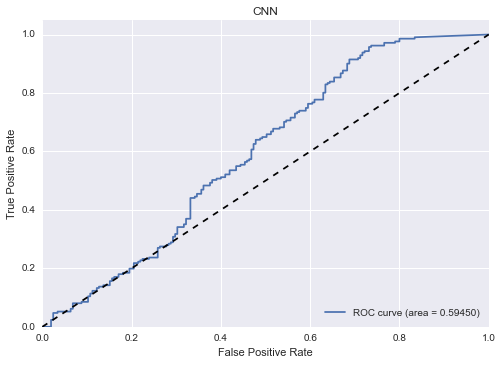 CNN
True Positive Rate
1.0
0.8
0.6
0.4
0.2
0.0
ROC curve (area = 0.59450)
0.0 0.2 0.4 0.6 0.8 1.0
False Positive Rate